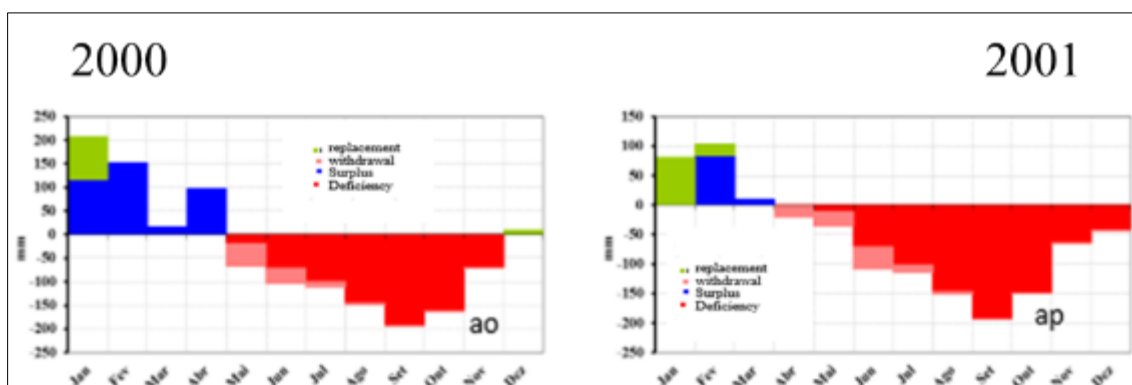 2000
2001
250
200
150
100
50
0
-50
-100
-150
-200
-250
mm
replacement
withdrawal
Surplus
Deficiency
ao
Jan
Fev
Mar
Abr
Mai
Jun
Jul
Ago
Set
Out
Nov
Dez
150
100
50
0
-50
-100
-150
-200
-250
mm
replacement
withdrawal
Surplus
Deficiency
ap
Jan
Fev
Mar
Abr
Mai
Jun
Jul
Ago
Set
Out
Nov
Dez